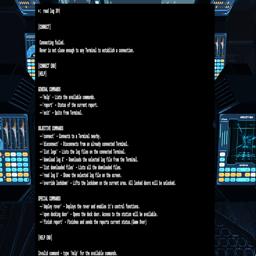 >: read log XYI
[CONNECT]
Connecting failed.
Rover is not close enough to any Terminal to establish a connection.
[CONNECT END]
[HELP]
GENERAL COMMANDS
- 'help' - Lists the available commands.
- 'report' - Status of the current report.
- 'exit' - Quits from Terminal.
OBJECTIVE COMMANDS
- 'connect' - Connects to a Terminal nearby.
- 'disconnect' - Disconnects from an already connected Terminal.
- 'list logs' - Lists the log files on the connected Terminal.
- 'download log X' - Downloads the selected log file from the Terminal.
- 'list downloaded files' - Lists all the downloaded files.
- 'read log X' - Shows the selected log file on the screen.
- 'override lockdown' - Lifts the lockdown on the current area. All locked doors will be unlocked.
SPECIAL COMMANDS
- 'deploy rover' - Deploys the rover and enables it's control functions.
- 'open docking door' - Opens the dock door. Access to the station will be available.
- 'finish report' - Finishes and sends the reports current status.(Game Over)
[HELP END]
Invalid command - type 'help' for the available commands.